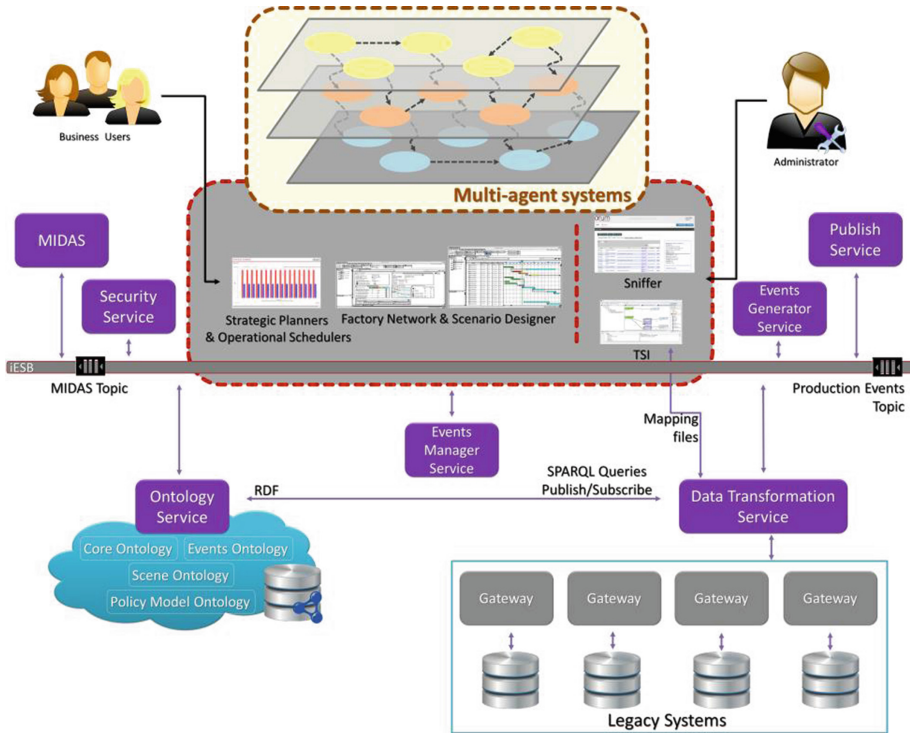 Multi-agent systems
Business Users
Administrator
MIDAS
Security
Service
Strategic Planners
& Operational Schedulers
Factory Network & Scenario Designer
Sniffer
TSI
Events
Generator
Service
Publish
Service
iESB
MIDAS Topic
Production Events
Topic
Events
Manager
Service
Mapping
files
Ontology
Service
RDF
SPARQL Queries
Publish/Subscribe
Data Transformation
Service
Core Ontology
Events Ontology
Scene Ontology
Policy Model Ontology
Gateway
Gateway
Gateway
Gateway
Legacy Systems